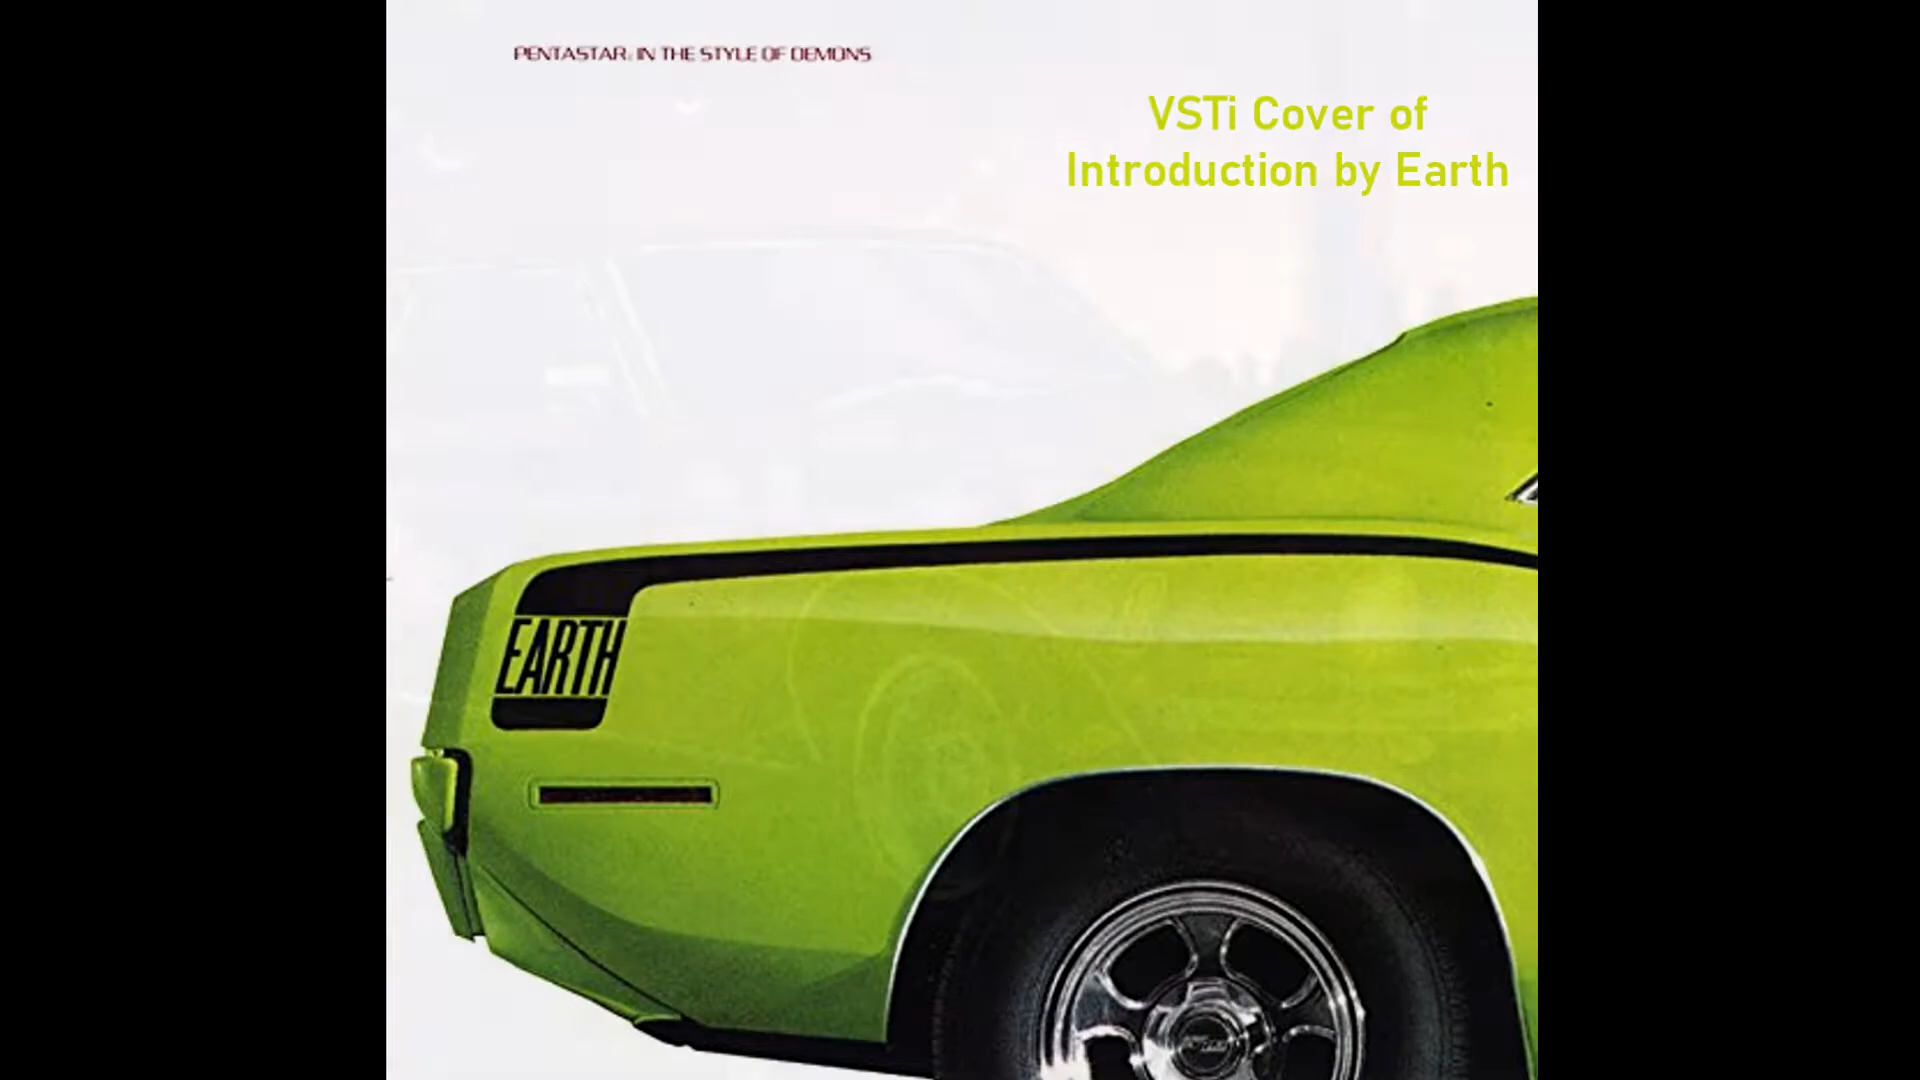 PENTASTAR: IN THE STYLE OF DEMONS
VSTi Cover of
Introduction by Earth
EARTH